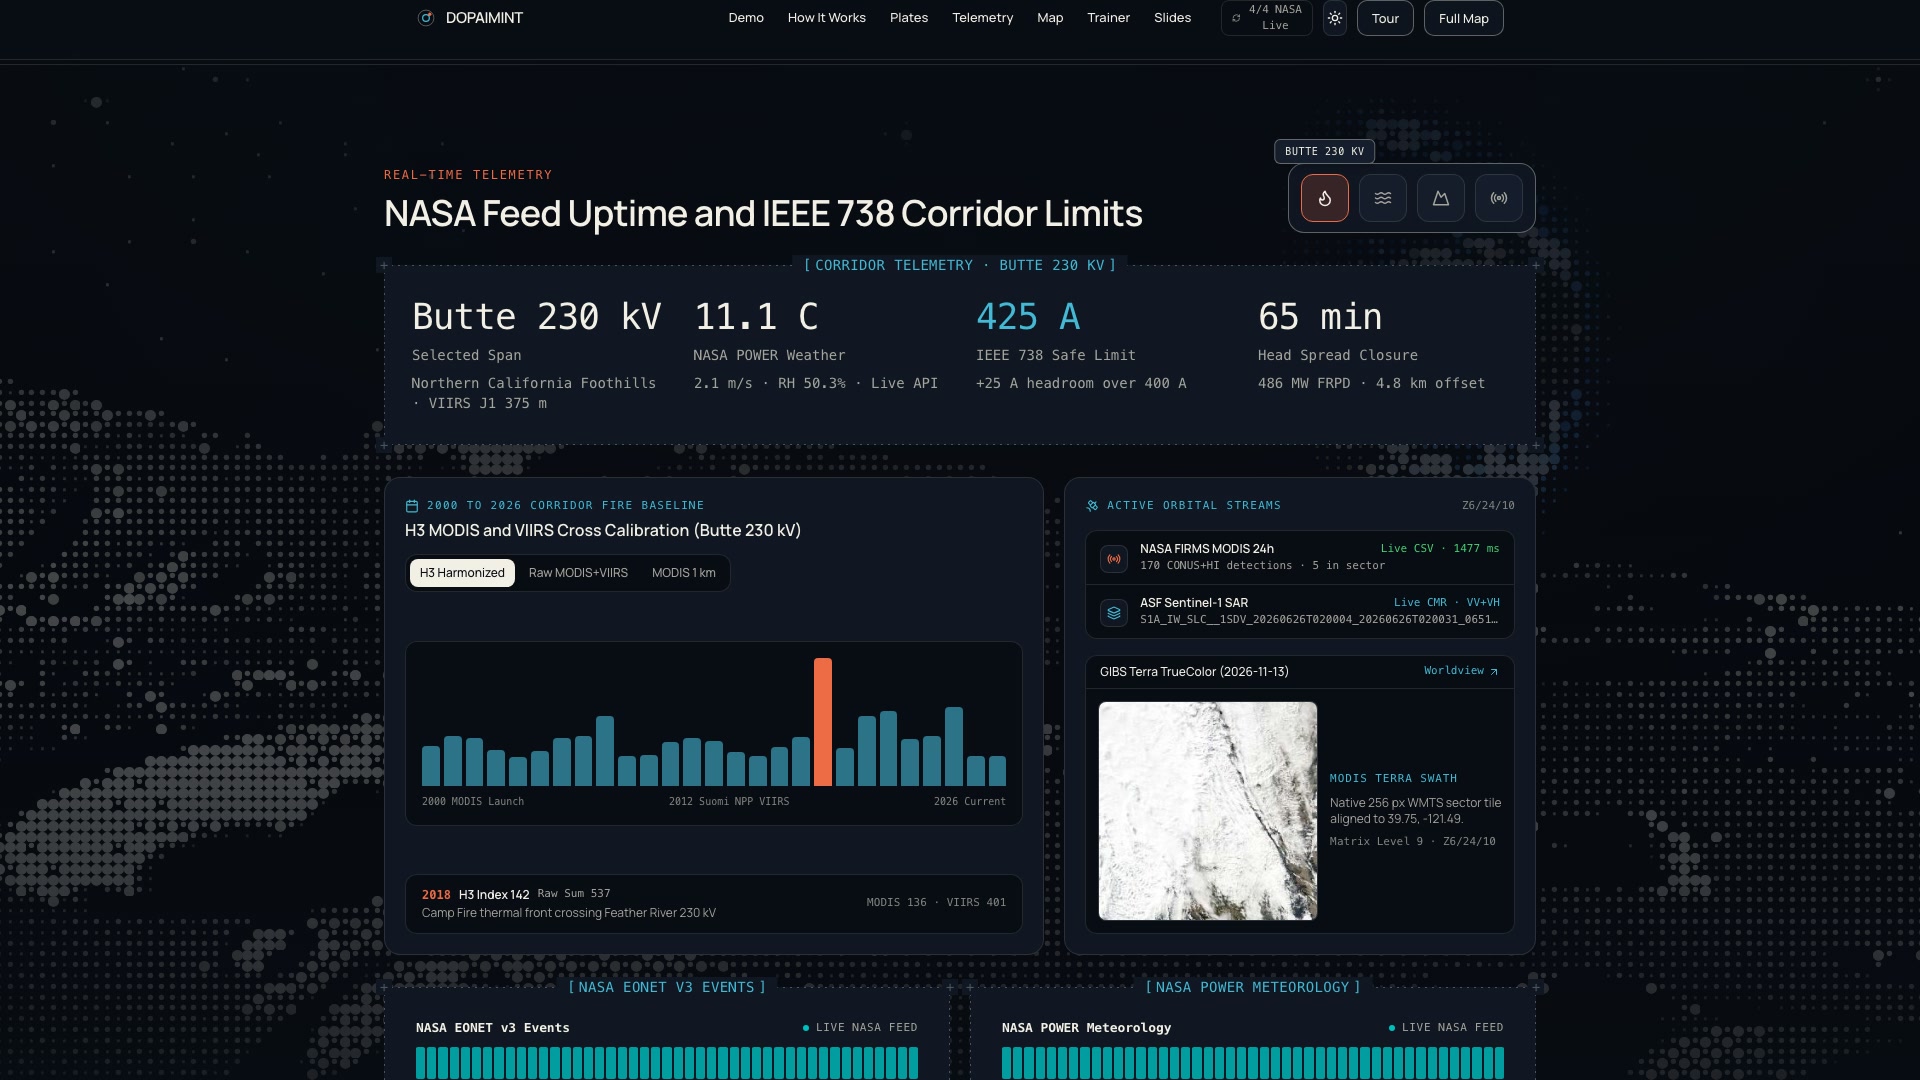 DOPAIMINT
Demo
How It Works
Plates
Telemetry
Map
Trainer
Slides
4/4 NASA
Live
Tour
Full Map
BUTTE 230 KV
REAL-TIME TELEMETRY
NASA Feed Uptime and IEEE 738 Corridor Limits
[ CORRIDOR TELEMETRY · BUTTE 230 KV ]
Butte 230 kV
Selected Span
Northern California Foothills
· VIIRS J1 375 m
11.1 C
NASA POWER Weather
2.1 m/s · RH 50.3% · Live API
425 A
IEEE 738 Safe Limit
+25 A headroom over 400 A
65 min
Head Spread Closure
486 MW FRPD · 4.8 km offset
2000 TO 2026 CORRIDOR FIRE BASELINE
H3 MODIS and VIIRS Cross Calibration (Butte 230 kV)
H3 Harmonized
Raw MODIS+VIIRS
MODIS 1 km
2000 MODIS Launch
2012 Suomi NPP VIIRS
2026 Current
2018 H3 Index 142 Raw Sum 537
Camp Fire thermal front crossing Feather River 230 kV
MODIS 136 · VIIRS 401
ACTIVE ORBITAL STREAMS
Z6/24/10
NASA FIRMS MODIS 24h
Live CSV · 1477 ms
170 CONUS+HI detections · 5 in sector
ASF Sentinel-1 SAR
Live CMR · VV+VH
S1A_IW_SLC__1SDV_20260626T020004_20260626T020031_0651…
GIBS Terra TrueColor (2026-11-13)
Worldview
MODIS TERRA SWATH
Native 256 px WMTS sector tile
aligned to 39.75, -121.49.
Matrix Level 9 · Z6/24/10
[ NASA EONET V3 EVENTS ]
NASA EONET v3 Events
LIVE NASA FEED
[ NASA POWER METEOROLOGY ]
NASA POWER Meteorology
LIVE NASA FEED